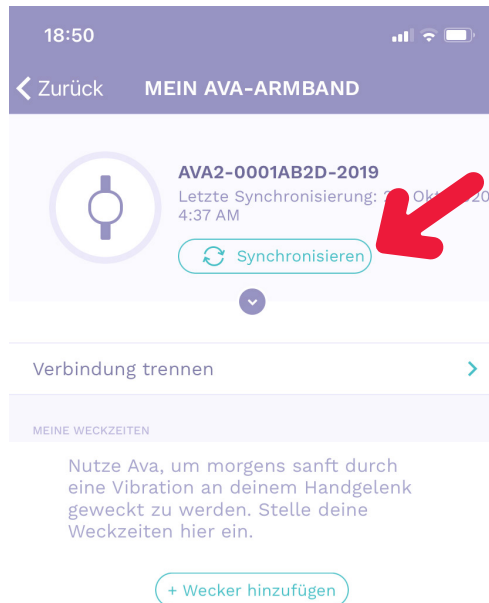 18:50
Zurück MEIN AVA-ARMBAND
AVA2-0001AB2D-2019
Letzte Synchronisierung:
4:37 AM
Synchronisieren
Verbindung trennen
MEINE WECKZEITEN
Nutze Ava, um morgens sanft durch
eine Vibration an deinem Handgelenk
geweckt zu werden. Stelle deine
Weckzeiten hier ein.
+ Wecker hinzufügen